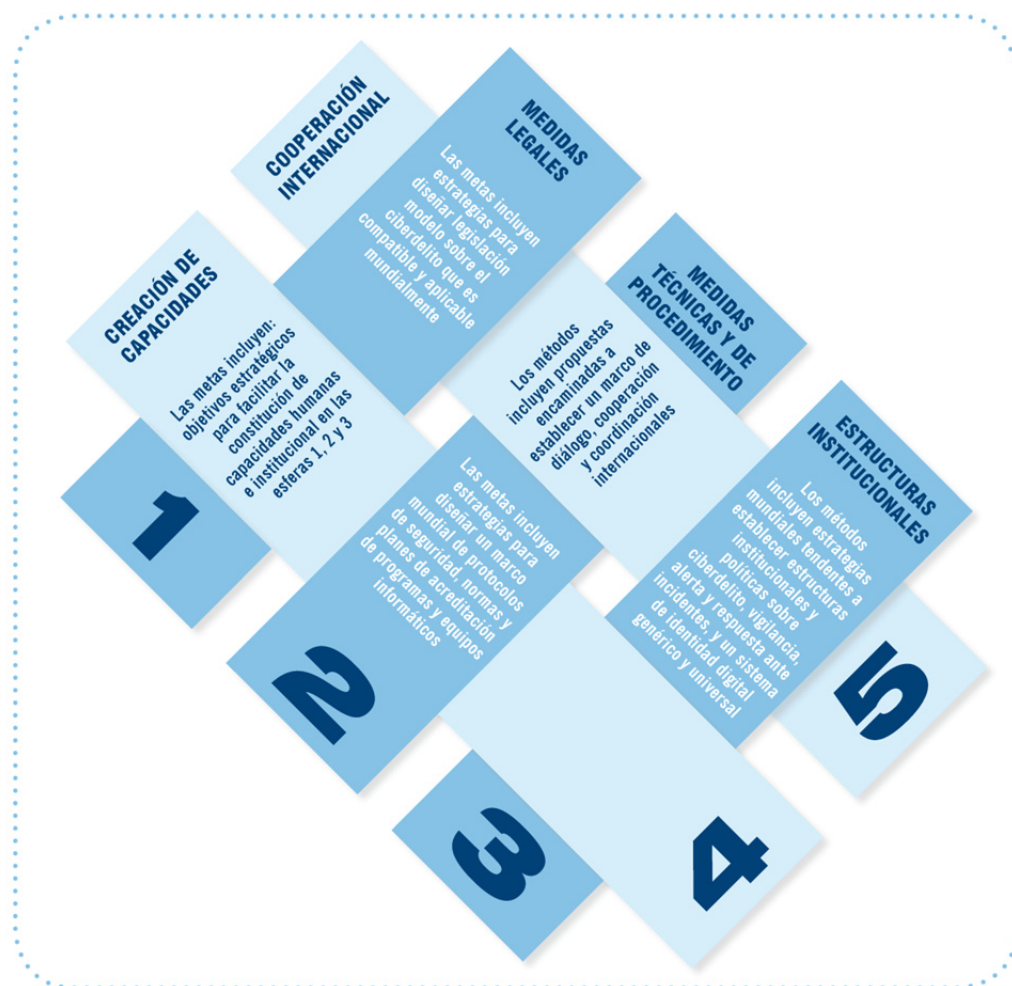 COOPERACIÓN
INTERNACIONAL
MEDIDAS
LEGALES
Las metas incluyen
estrategias para
diseñar legislación
modelo sobre el
ciberdelito que es
compatible y aplicable
mundialmente
CREACIÓN DE
CAPACIDADES
Las metas incluyen:
objetivos estratégicos
para facilitar la
constitución de
capacidades humanas
e institucional en las
esferas 1, 2 y 3
MEDIDAS
TÉCNICAS Y DE
PROCEDIMIENTO
Los métodos
incluyen propuestas
encaminadas a
establecer un marco de
diálogo, cooperación
y coordinación
internacionales
ESTRUCTURAS
INSTITUCIONALES
Los métodos
incluyen estrategias
mundiales tendentes a
establecer estructuras
institucionales y
políticas sobre
ciberdelito, vigilancia,
alerta y respuesta ante
incidentes, y un sistema
de identidad digital
genérico y universal
Las metas incluyen
estrategias para
diseñar un marco
mundial de protocolos
de seguridad, normas y
planes de acreditación
de programas y equipos
informáticos
1
2
3
4
5